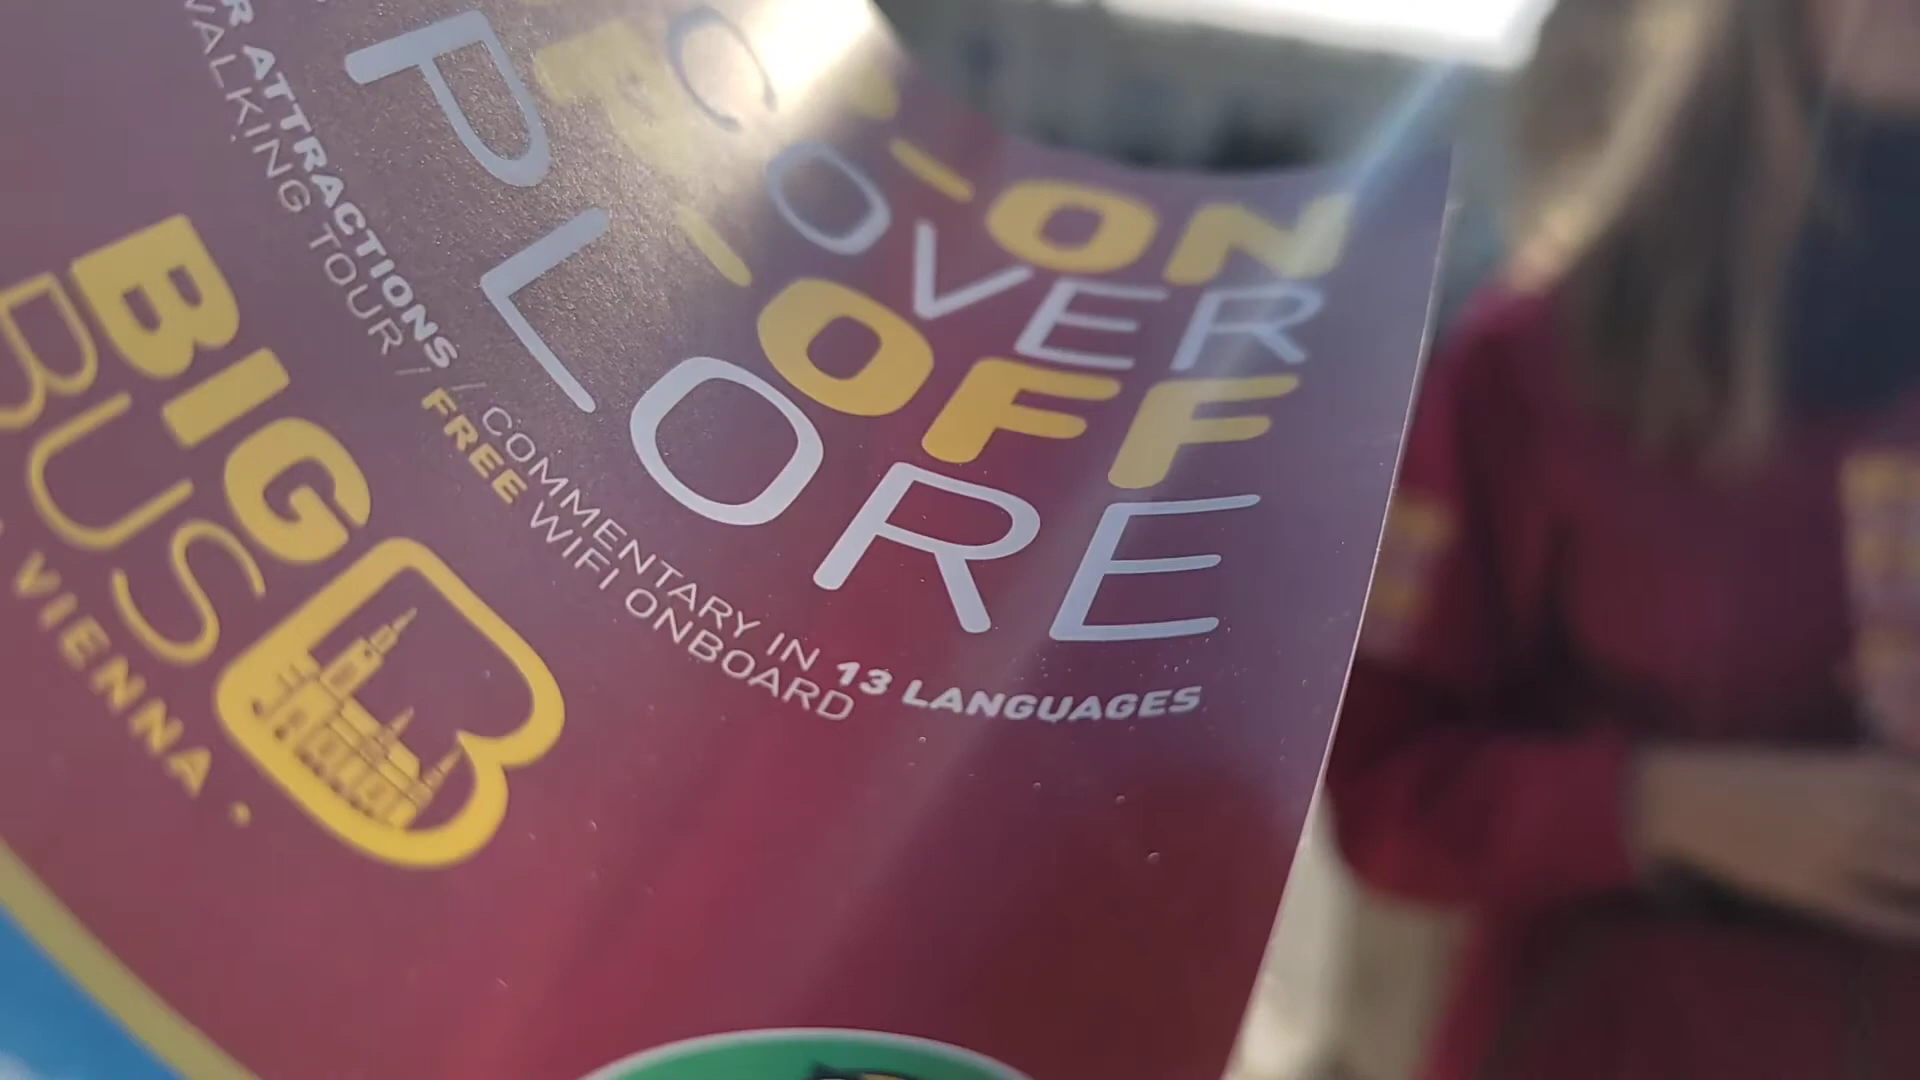 -ON
OVER
-OFF
PLORE
ATTRACTIONS / COMMENTARY IN 13 LANGUAGES
WALKING TOUR / FREE WIFI ONBOARD
BIG
BUS
VIENNA •